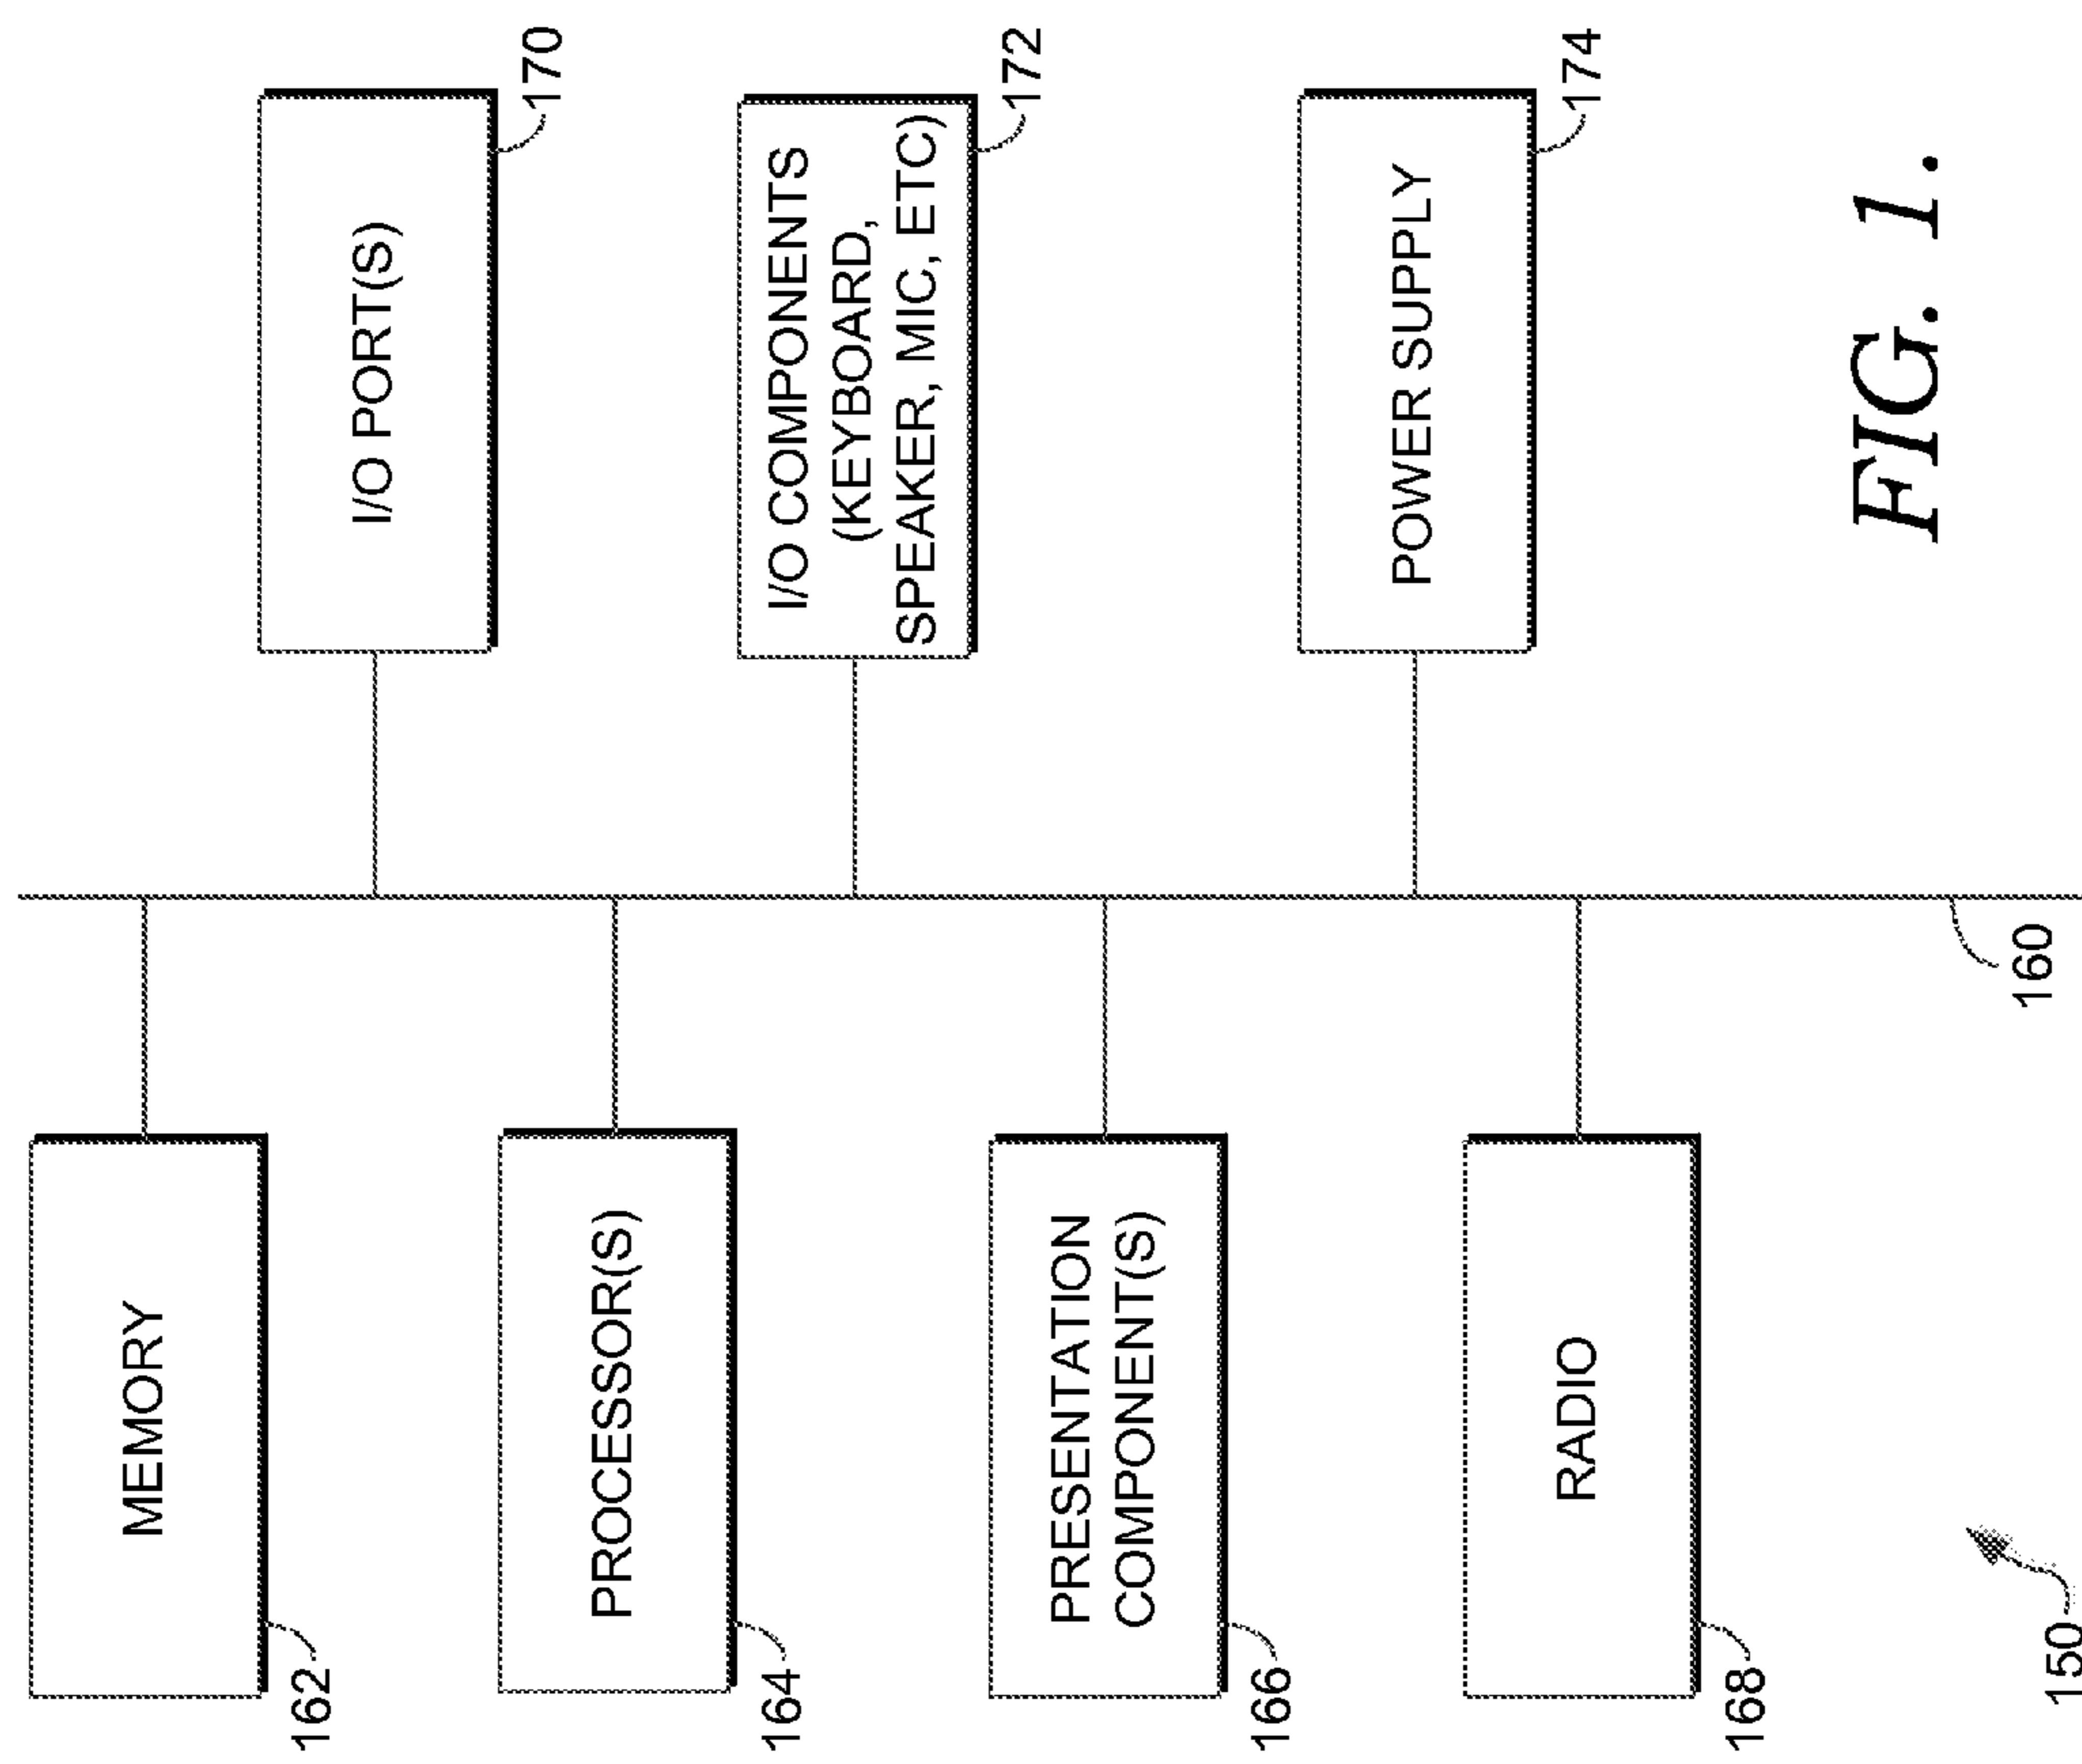 MEMORY
162
PROCESSOR(S)
164
PRESENTATION
COMPONENT(S)
166
RADIO
168
I/O PORT(S)
170
I/O COMPONENTS
(KEYBOARD,
SPEAKER, MIC, ETC)
172
POWER SUPPLY
174
160
150
FIG. 1.